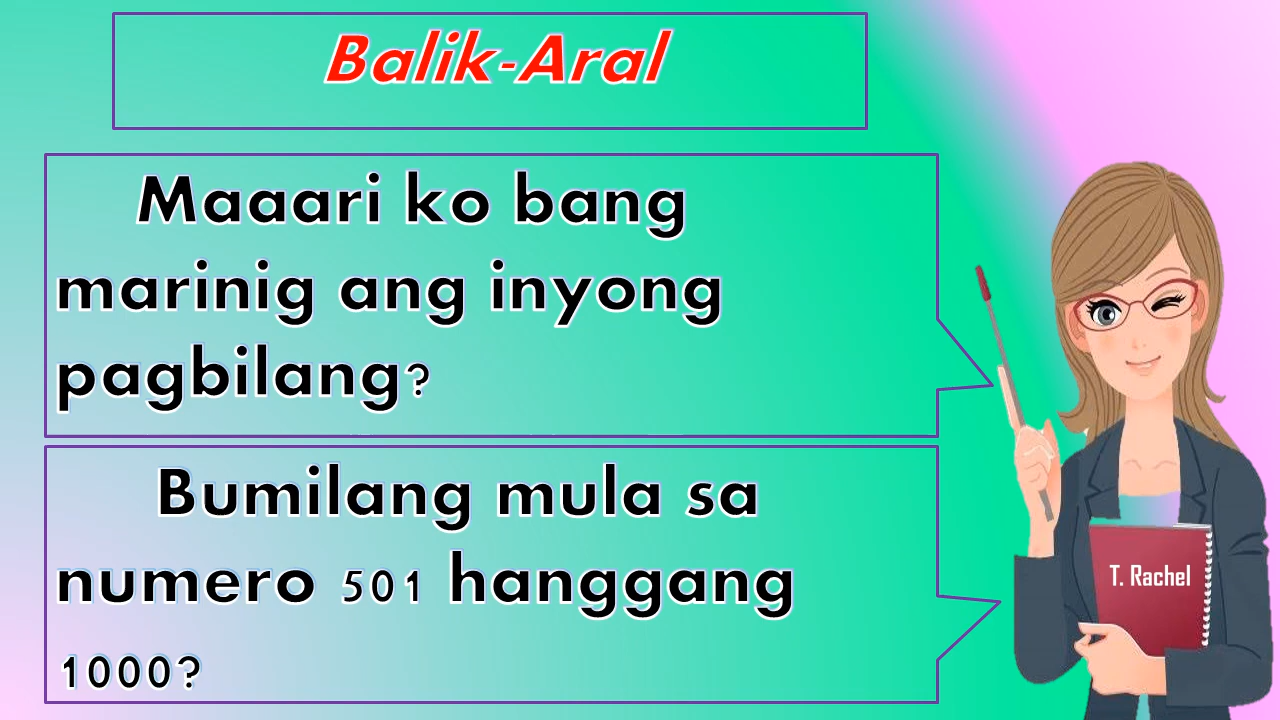 Balik-Aral
Maaari ko bang
marinig ang inyong
pagbilang?
Bumilang mula sa
numero 501 hanggang
1000?
T. Rachel